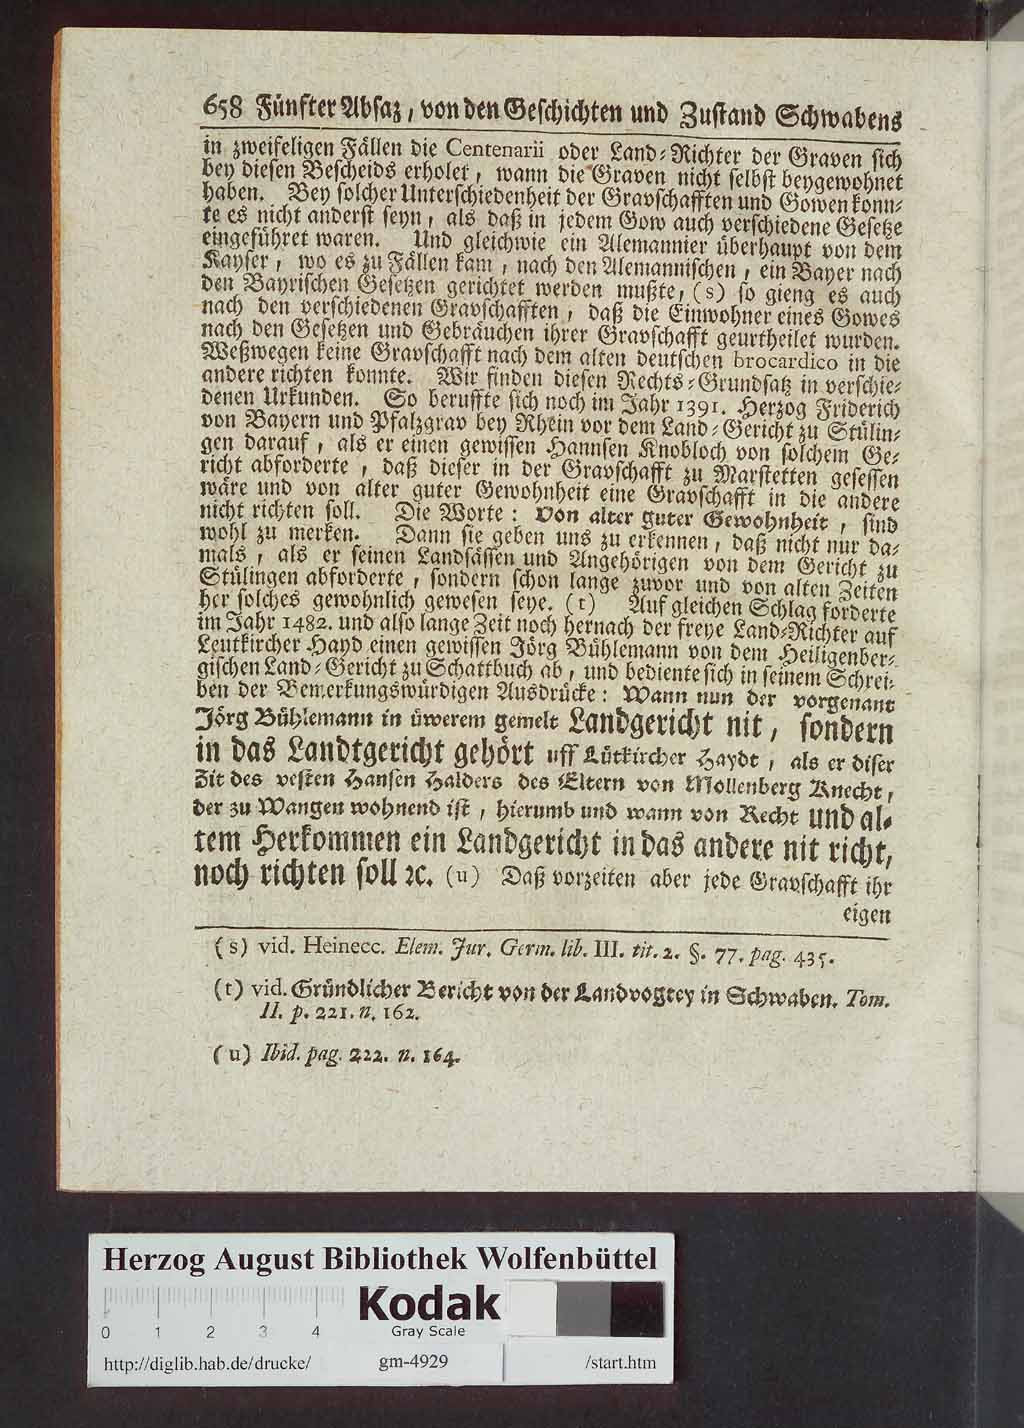 658 Fünfter Absaz, von den Geschichten und Zustand Schwabens
in zweifeligen Fällen die Centenarii oder Land-Richter der Graven sich
bey diesen Bescheids erholet, wann die Graven nicht selbst beygewohnet
haben. Bey solcher Unterschiedenheit der Gravschafften und Gowen konn-
te es nicht anderst seyn, als daß in jedem Gow auch verschiedene Gesetze
eingeführet waren. Und gleichwie ein Alemannier überhaupt von dem
Kayser, wo es zu Fällen kam, nach den Alemannischen, ein Bayer nach
den Bayrischen Gesetzen gerichtet werden mußte, (s) so gieng es auch
nach den verschiedenen Gravschafften, daß die Einwohner eines Gowes
nach den Gesetzen und Gebräuchen ihrer Gravschafft geurtheilet wurden.
Weßwegen keine Gravschafft nach dem alten deutschen brocardico in die
andere richten konnte. Wir finden diesen Rechts-Grundsatz in verschie-
denen Urkunden. So beruffte sich noch im Jahr 1391. Herzog Friderich
von Bayern und Pfalzgrav bey Rhein vor dem Land-Gericht zu Stülin-
gen darauf, als er einen gewissen Hannsen Knobloch von solchem Ge-
richt abforderte, daß dieser in der Gravschafft zu Marstetten gesessen
wäre und von alter guter Gewohnheit eine Gravschafft in die andere
nicht richten soll. Die Worte: Von alter guter Gewohnheit, sind
wohl zu merken. Dann sie geben uns zu erkennen, daß nicht nur da-
mals, als er seinen Landsässen und Angehörigen von dem Gericht zu
Stülingen abforderte, sondern schon lange zuvor und von alten Zeiten
her solches gewohnlich gewesen seye. (t) Auf gleichen Schlag forderte
im Jahr 1482. und also lange Zeit noch hernach der freye Land-Richter auf
Leutkircher Hayd einen gewissen Jörg Bühlemann von dem Heiligenber-
gischen Land-Gericht zu Schattbuch ab, und bediente sich in seinem Schrei-
ben der Bemerkungswürdigen Ausdrücke: Wann nun der vorgenant
Jörg Bühlemann in üwerem gemelt Landgericht nit, sondern
in das Landtgericht gehört uff Lütkircher Haydt, als er diser
Zit des vesten Hansen Halders des Eltern von Mollenberg Knecht,
der zu Wangen wohnend ist, hierumb und wann von Recht und al-
tem Herkommen ein Landgericht in das andere nit richt,
noch richten soll ꝛc. (u) Daß vorzeiten aber jede Gravschafft ihr
eigen
(s) vid. Heinecc. Elem. Jur. Germ. lib. III. tit. 2. §. 77. pag. 435.
(t) vid. Gründlicher Bericht von der Landvogtey in Schwaben. Tom.
II. p. 221. n. 162.
(u) Ibid. pag. 222. n. 164.
Herzog August Bibliothek Wolfenbüttel
Kodak
Gray Scale
0 1 2 3 4
http://diglib.hab.de/drucke/ gm-4929 /start.htm